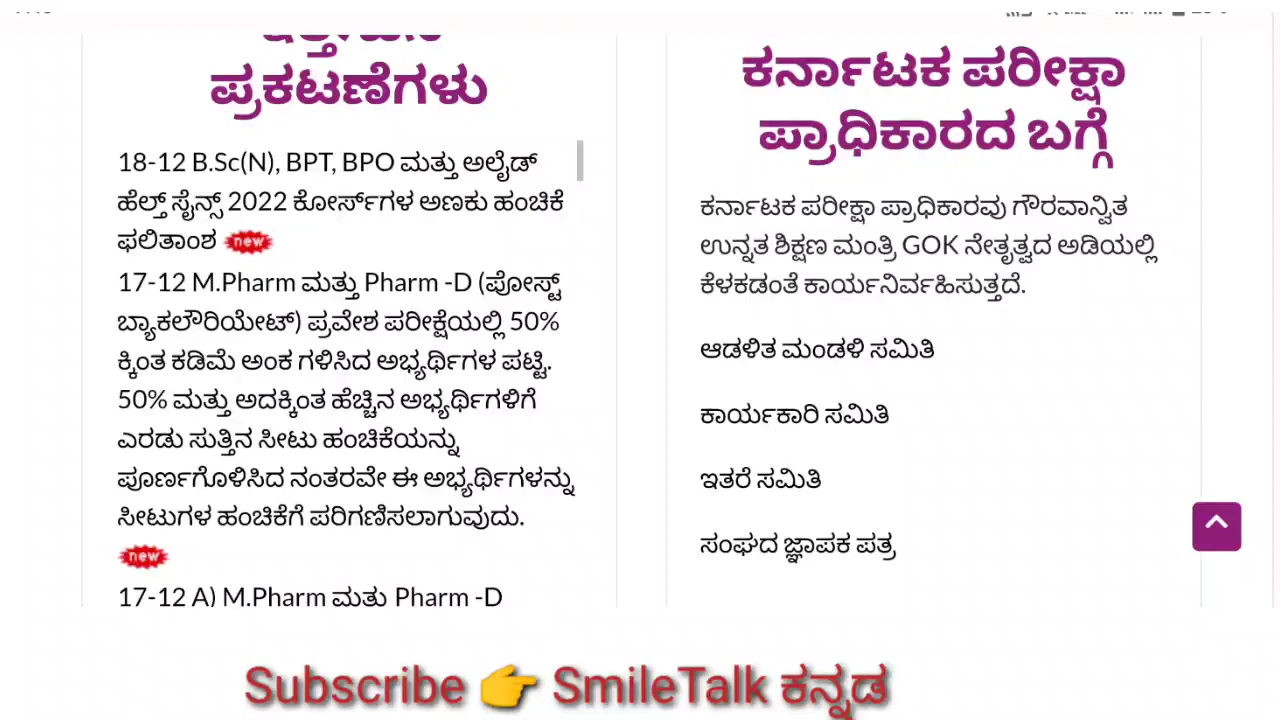 ಪ್ರಕಟಣೆಗಳು
18-12 B.Sc(N), BPT, BPO ಮತ್ತು ಅಲೈಡ್
ಹೆಲ್ತ್ ಸೈನ್ಸ್ 2022 ಕೋರ್ಸ್‌ಗಳ ಅಣಕು ಹಂಚಿಕೆ
ಫಲಿತಾಂಶ new
17-12 M.Pharm ಮತ್ತು Pharm -D (ಪೋಸ್ಟ್
ಬ್ಯಾಕಲೌರಿಯೇಟ್) ಪ್ರವೇಶ ಪರೀಕ್ಷೆಯಲ್ಲಿ 50%
ಕ್ಕಿಂತ ಕಡಿಮೆ ಅಂಕ ಗಳಿಸಿದ ಅಭ್ಯರ್ಥಿಗಳ ಪಟ್ಟಿ.
50% ಮತ್ತು ಅದಕ್ಕಿಂತ ಹೆಚ್ಚಿನ ಅಭ್ಯರ್ಥಿಗಳಿಗೆ
ಎರಡು ಸುತ್ತಿನ ಸೀಟು ಹಂಚಿಕೆಯನ್ನು
ಪೂರ್ಣಗೊಳಿಸಿದ ನಂತರವೇ ಈ ಅಭ್ಯರ್ಥಿಗಳನ್ನು
ಸೀಟುಗಳ ಹಂಚಿಕೆಗೆ ಪರಿಗಣಿಸಲಾಗುವುದು.
new
17-12 A) M.Pharm ಮತ್ತು Pharm -D
ಕರ್ನಾಟಕ ಪರೀಕ್ಷಾ
ಪ್ರಾಧಿಕಾರದ ಬಗ್ಗೆ
ಕರ್ನಾಟಕ ಪರೀಕ್ಷಾ ಪ್ರಾಧಿಕಾರವು ಗೌರವಾನ್ವಿತ
ಉನ್ನತ ಶಿಕ್ಷಣ ಮಂತ್ರಿ GOK ನೇತೃತ್ವದ ಅಡಿಯಲ್ಲಿ
ಕೆಳಕಡಂತೆ ಕಾರ್ಯನಿರ್ವಹಿಸುತ್ತದೆ.
ಆಡಳಿತ ಮಂಡಳಿ ಸಮಿತಿ
ಕಾರ್ಯಕಾರಿ ಸಮಿತಿ
ಇತರೆ ಸಮಿತಿ
ಸಂಘದ ಜ್ಞಾಪಕ ಪತ್ರ
Subscribe 👉 SmileTalk ಕನ್ನಡ